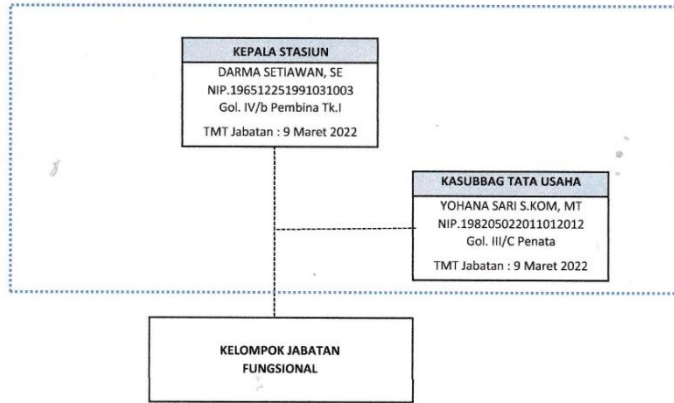 KEPALA STASIUN
DARMA SETIAWAN, SE
NIP.196512251991031003
Gol. IV/b Pembina Tk.I
TMT Jabatan : 9 Maret 2022
KASUBBAG TATA USAHA
YOHANA SARI S.KOM, MT
NIP.198205022011012012
Gol. III/C Penata
TMT Jabatan : 9 Maret 2022
KELOMPOK JABATAN
FUNGSIONAL